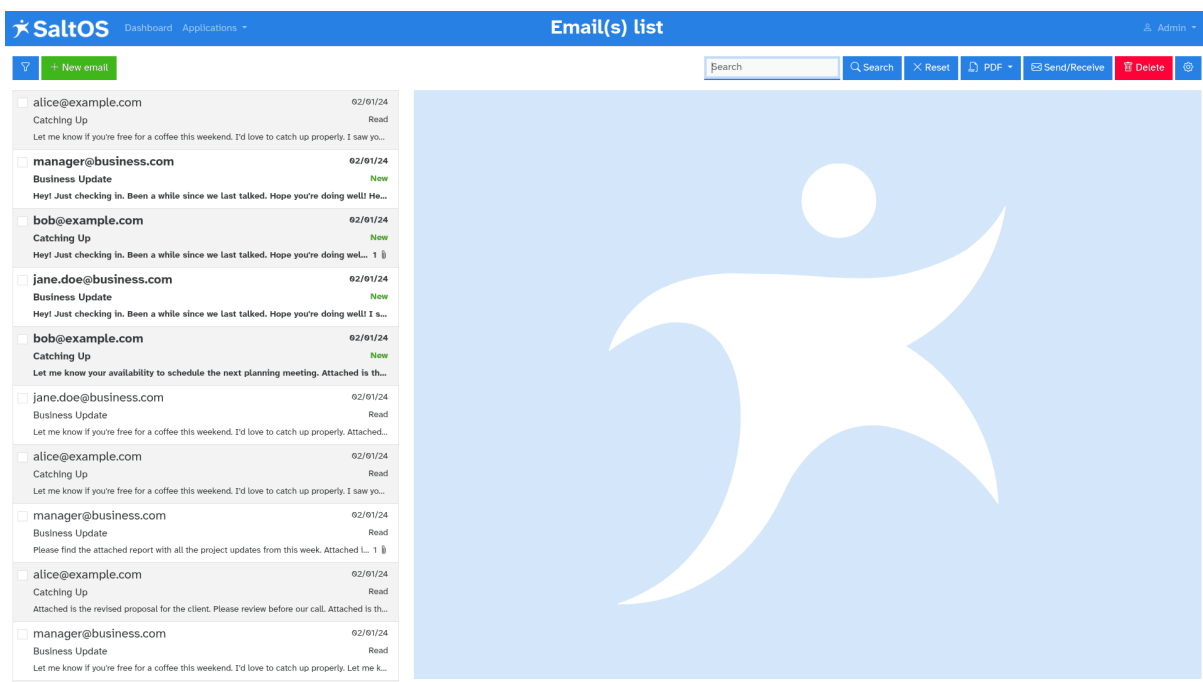 SaltOS Dashboard Applications Email(s) list Admin
+ New email Search Search Reset PDF Send/Receive Delete
alice@example.com 02/01/24
Catching Up Read
Let me know if you're free for a coffee this weekend. I'd love to catch up properly. I saw yo...
manager@business.com 02/01/24
Business Update New
Hey! Just checking in. Been a while since we last talked. Hope you're doing well! He...
bob@example.com 02/01/24
Catching Up New
Hey! Just checking in. Been a while since we last talked. Hope you're doing wel... 1
jane.doe@business.com 02/01/24
Business Update New
Hey! Just checking in. Been a while since we last talked. Hope you're doing well! I s...
bob@example.com 02/01/24
Catching Up New
Let me know your availability to schedule the next planning meeting. Attached is th...
jane.doe@business.com 02/01/24
Business Update Read
Let me know if you're free for a coffee this weekend. I'd love to catch up properly. Attached...
alice@example.com 02/01/24
Catching Up Read
Let me know if you're free for a coffee this weekend. I'd love to catch up properly. I saw yo...
manager@business.com 02/01/24
Business Update Read
Please find the attached report with all the project updates from this week. Attached i... 1
alice@example.com 02/01/24
Catching Up Read
Attached is the revised proposal for the client. Please review before our call. Attached is th...
manager@business.com 02/01/24
Business Update Read
Let me know if you're free for a coffee this weekend. I'd love to catch up properly. Let me k...